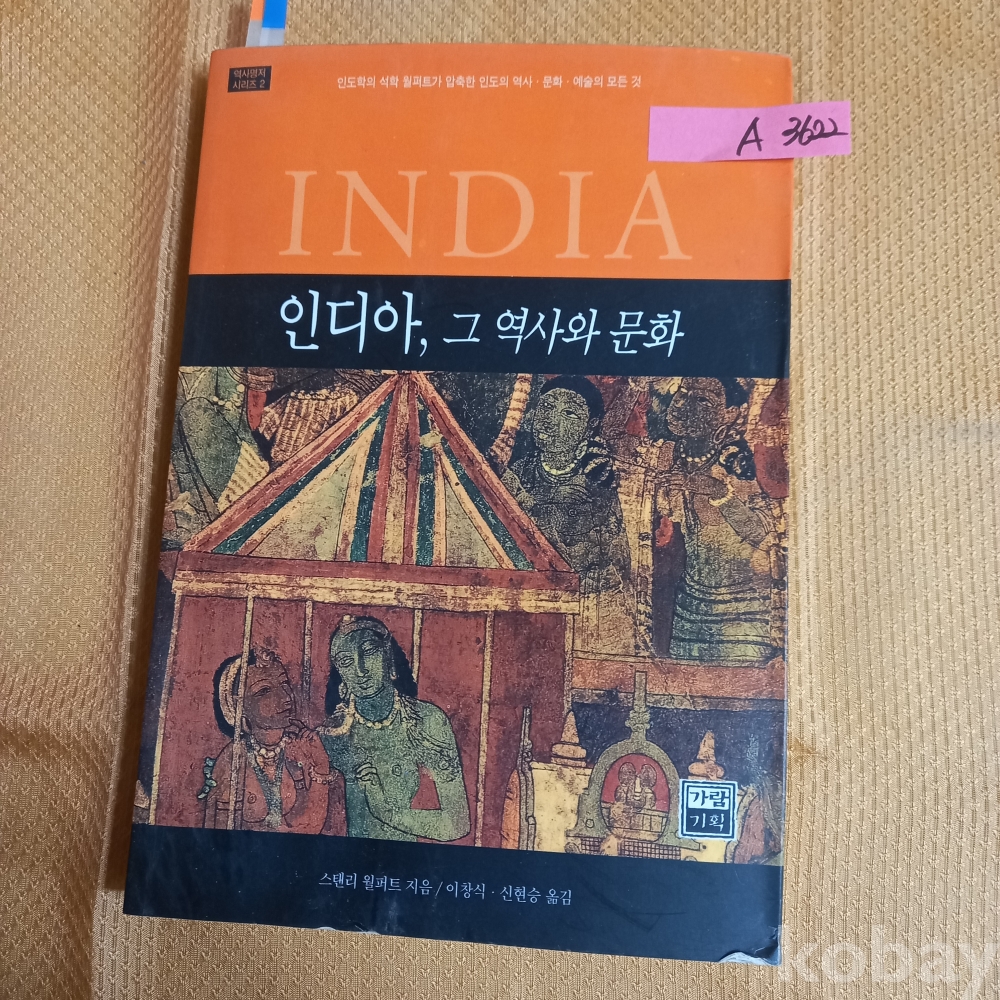 역사명저
시리즈 2
인도학의 석학 월퍼트가 압축한 인도의 역사 · 문화 · 예술의 모든 것
A 3622
INDIA
인디아, 그 역사와 문화
가람
기획
스탠리 월퍼트 지음 / 이창식 · 신현승 옮김
kobay